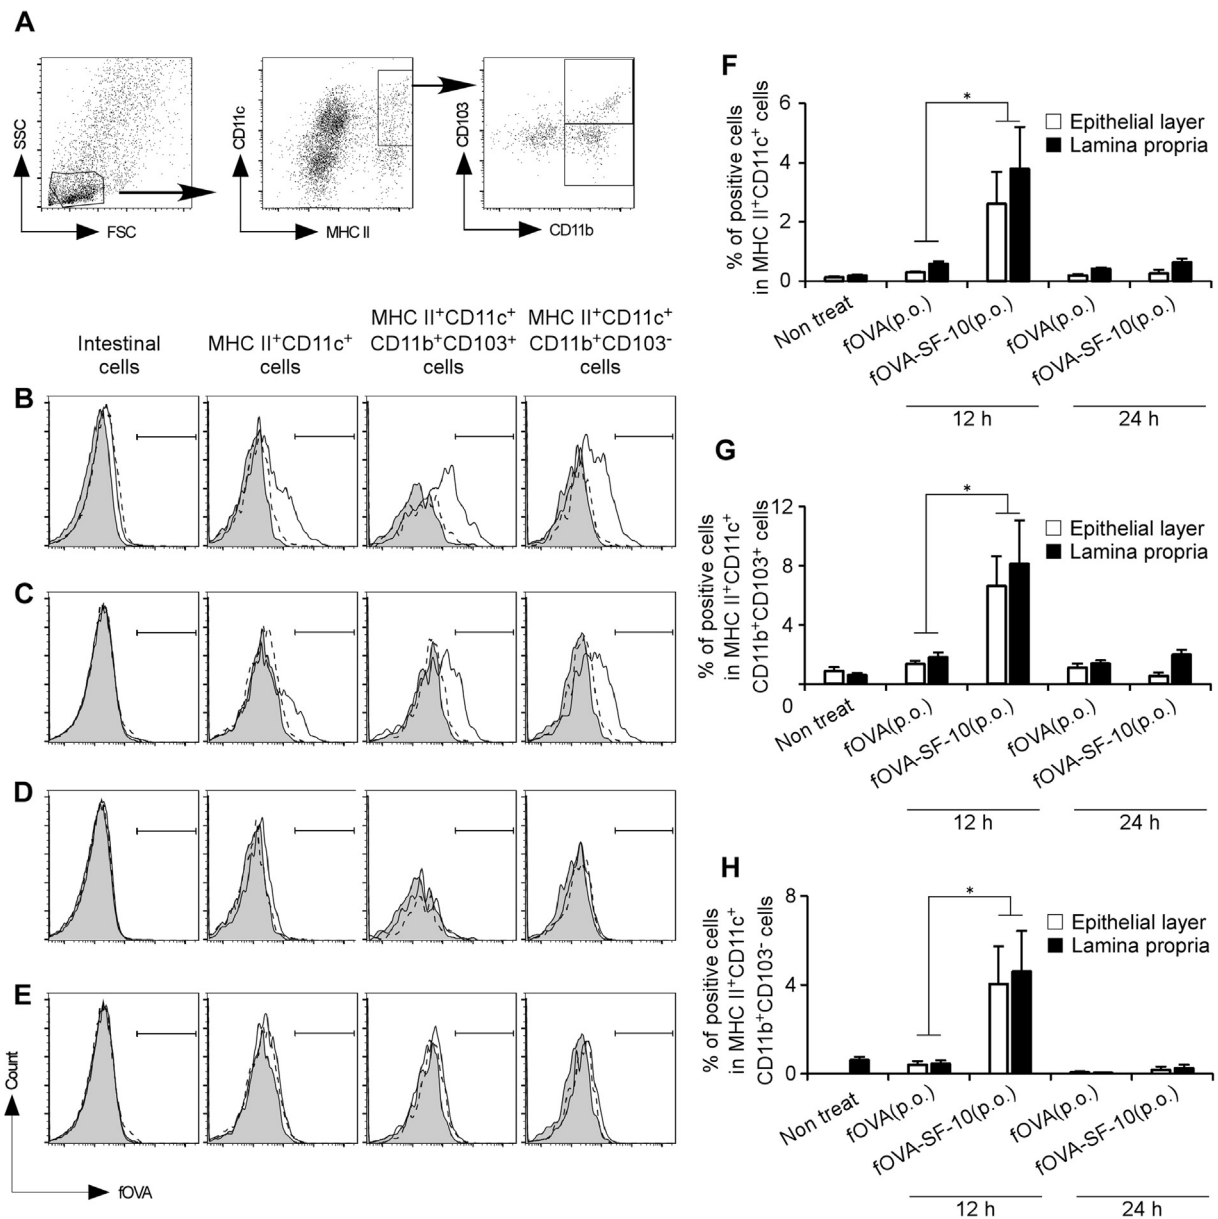 A
SSC
FSC
CD11c
MHC II
CD103
CD11b
Intestinal
cells
MHC II⁺CD11c⁺
cells
MHC II⁺CD11c⁺
CD11b⁺CD103⁺
cells
MHC II⁺CD11c⁺
CD11b⁺CD103⁻
cells
B
C
D
E
Count
fOVA
F
% of positive cells
in MHC II⁺CD11c⁺ cells
6
4
2
0
*
Epithelial layer
Lamina propria
Non treat
fOVA(p.o.)
fOVA-SF-10(p.o.)
fOVA(p.o.)
fOVA-SF-10(p.o.)
12 h
24 h
G
% of positive cells
in MHC II⁺CD11c⁺
CD11b⁺CD103⁺ cells
12
8
4
0
*
Epithelial layer
Lamina propria
Non treat
fOVA(p.o.)
fOVA-SF-10(p.o.)
fOVA(p.o.)
fOVA-SF-10(p.o.)
12 h
24 h
H
% of positive cells
in MHC II⁺CD11c⁺
CD11b⁺CD103⁻ cells
8
4
0
*
Epithelial layer
Lamina propria
Non treat
fOVA(p.o.)
fOVA-SF-10(p.o.)
fOVA(p.o.)
fOVA-SF-10(p.o.)
12 h
24 h